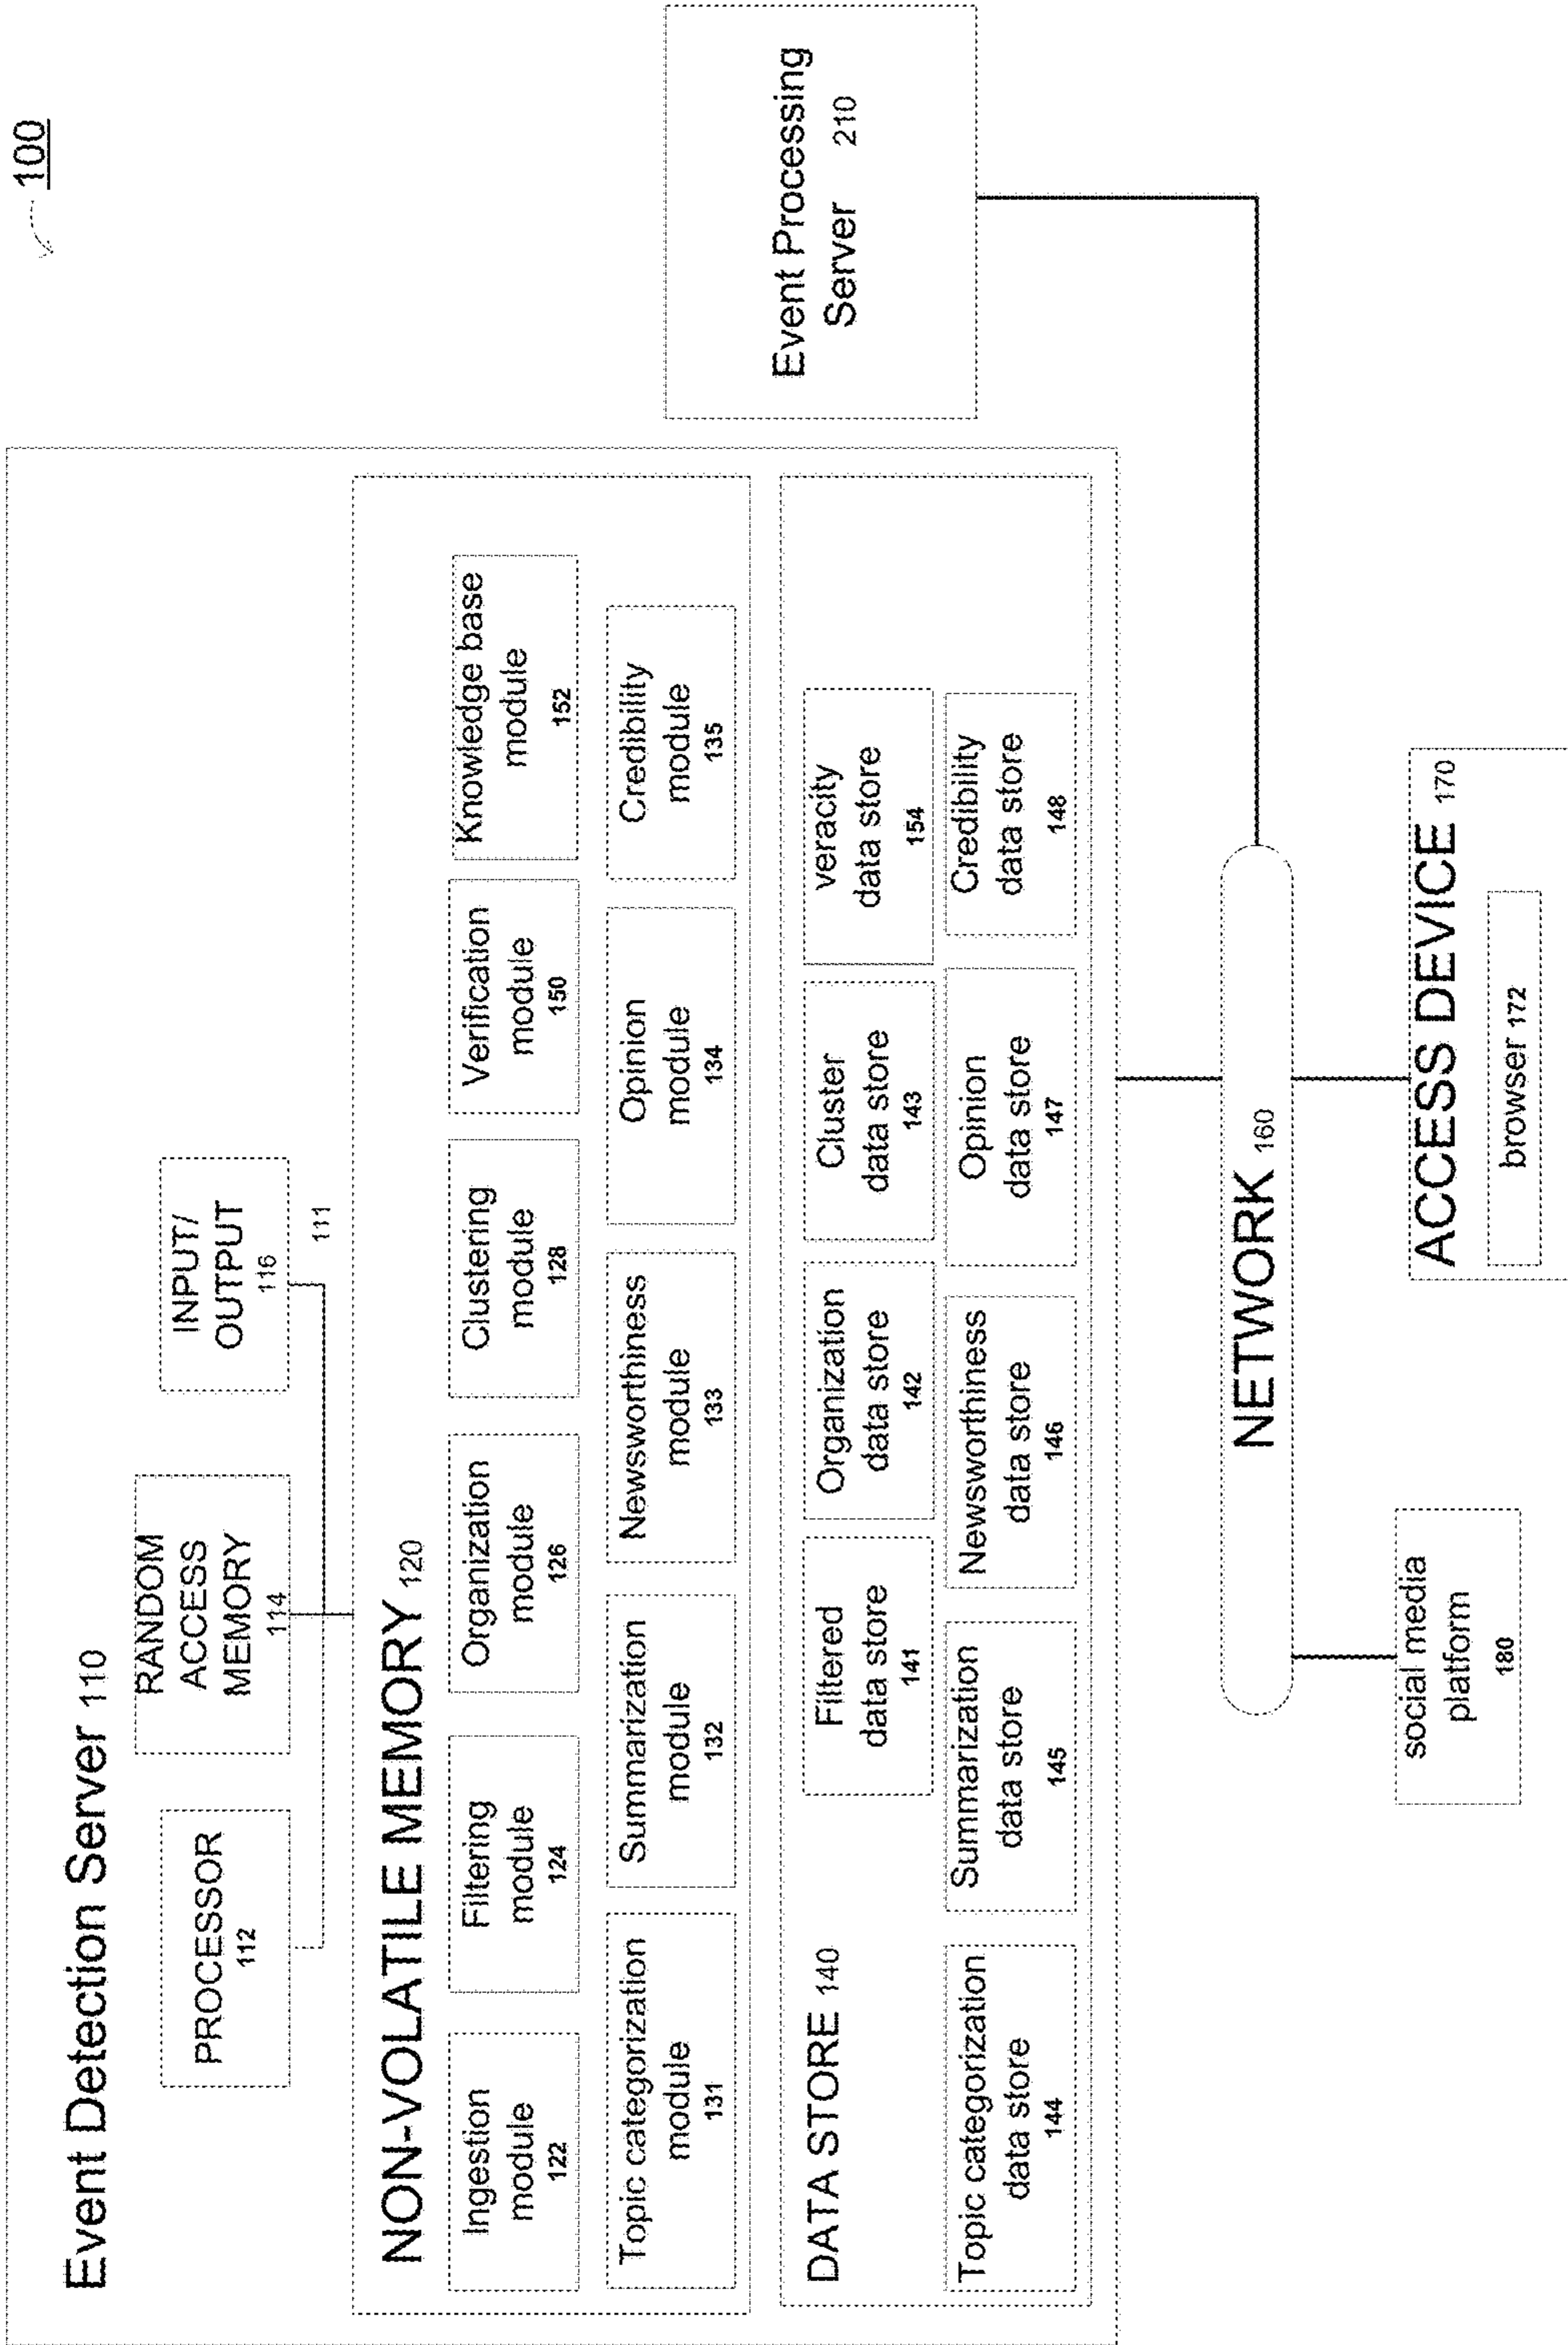 100
Event Detection Server 110
PROCESSOR
112
RANDOM
ACCESS
MEMORY
114
INPUT/
OUTPUT
116
111
NON-VOLATILE MEMORY 120
Ingestion
module
122
Filtering
module
124
Organization
module
126
Clustering
module
128
Verification
module
150
Knowledge base
module
152
Topic categorization
module
131
Summarization
module
132
Newsworthiness
module
133
Opinion
module
134
Credibility
module
135
DATA STORE 140
Filtered
data store
141
Organization
data store
142
Cluster
data store
143
veracity
data store
154
Topic categorization
data store
144
Summarization
data store
145
Newsworthiness
data store
146
Opinion
data store
147
Credibility
data store
148
Event Processing
Server 210
NETWORK 160
social media
platform
180
ACCESS DEVICE 170
browser 172